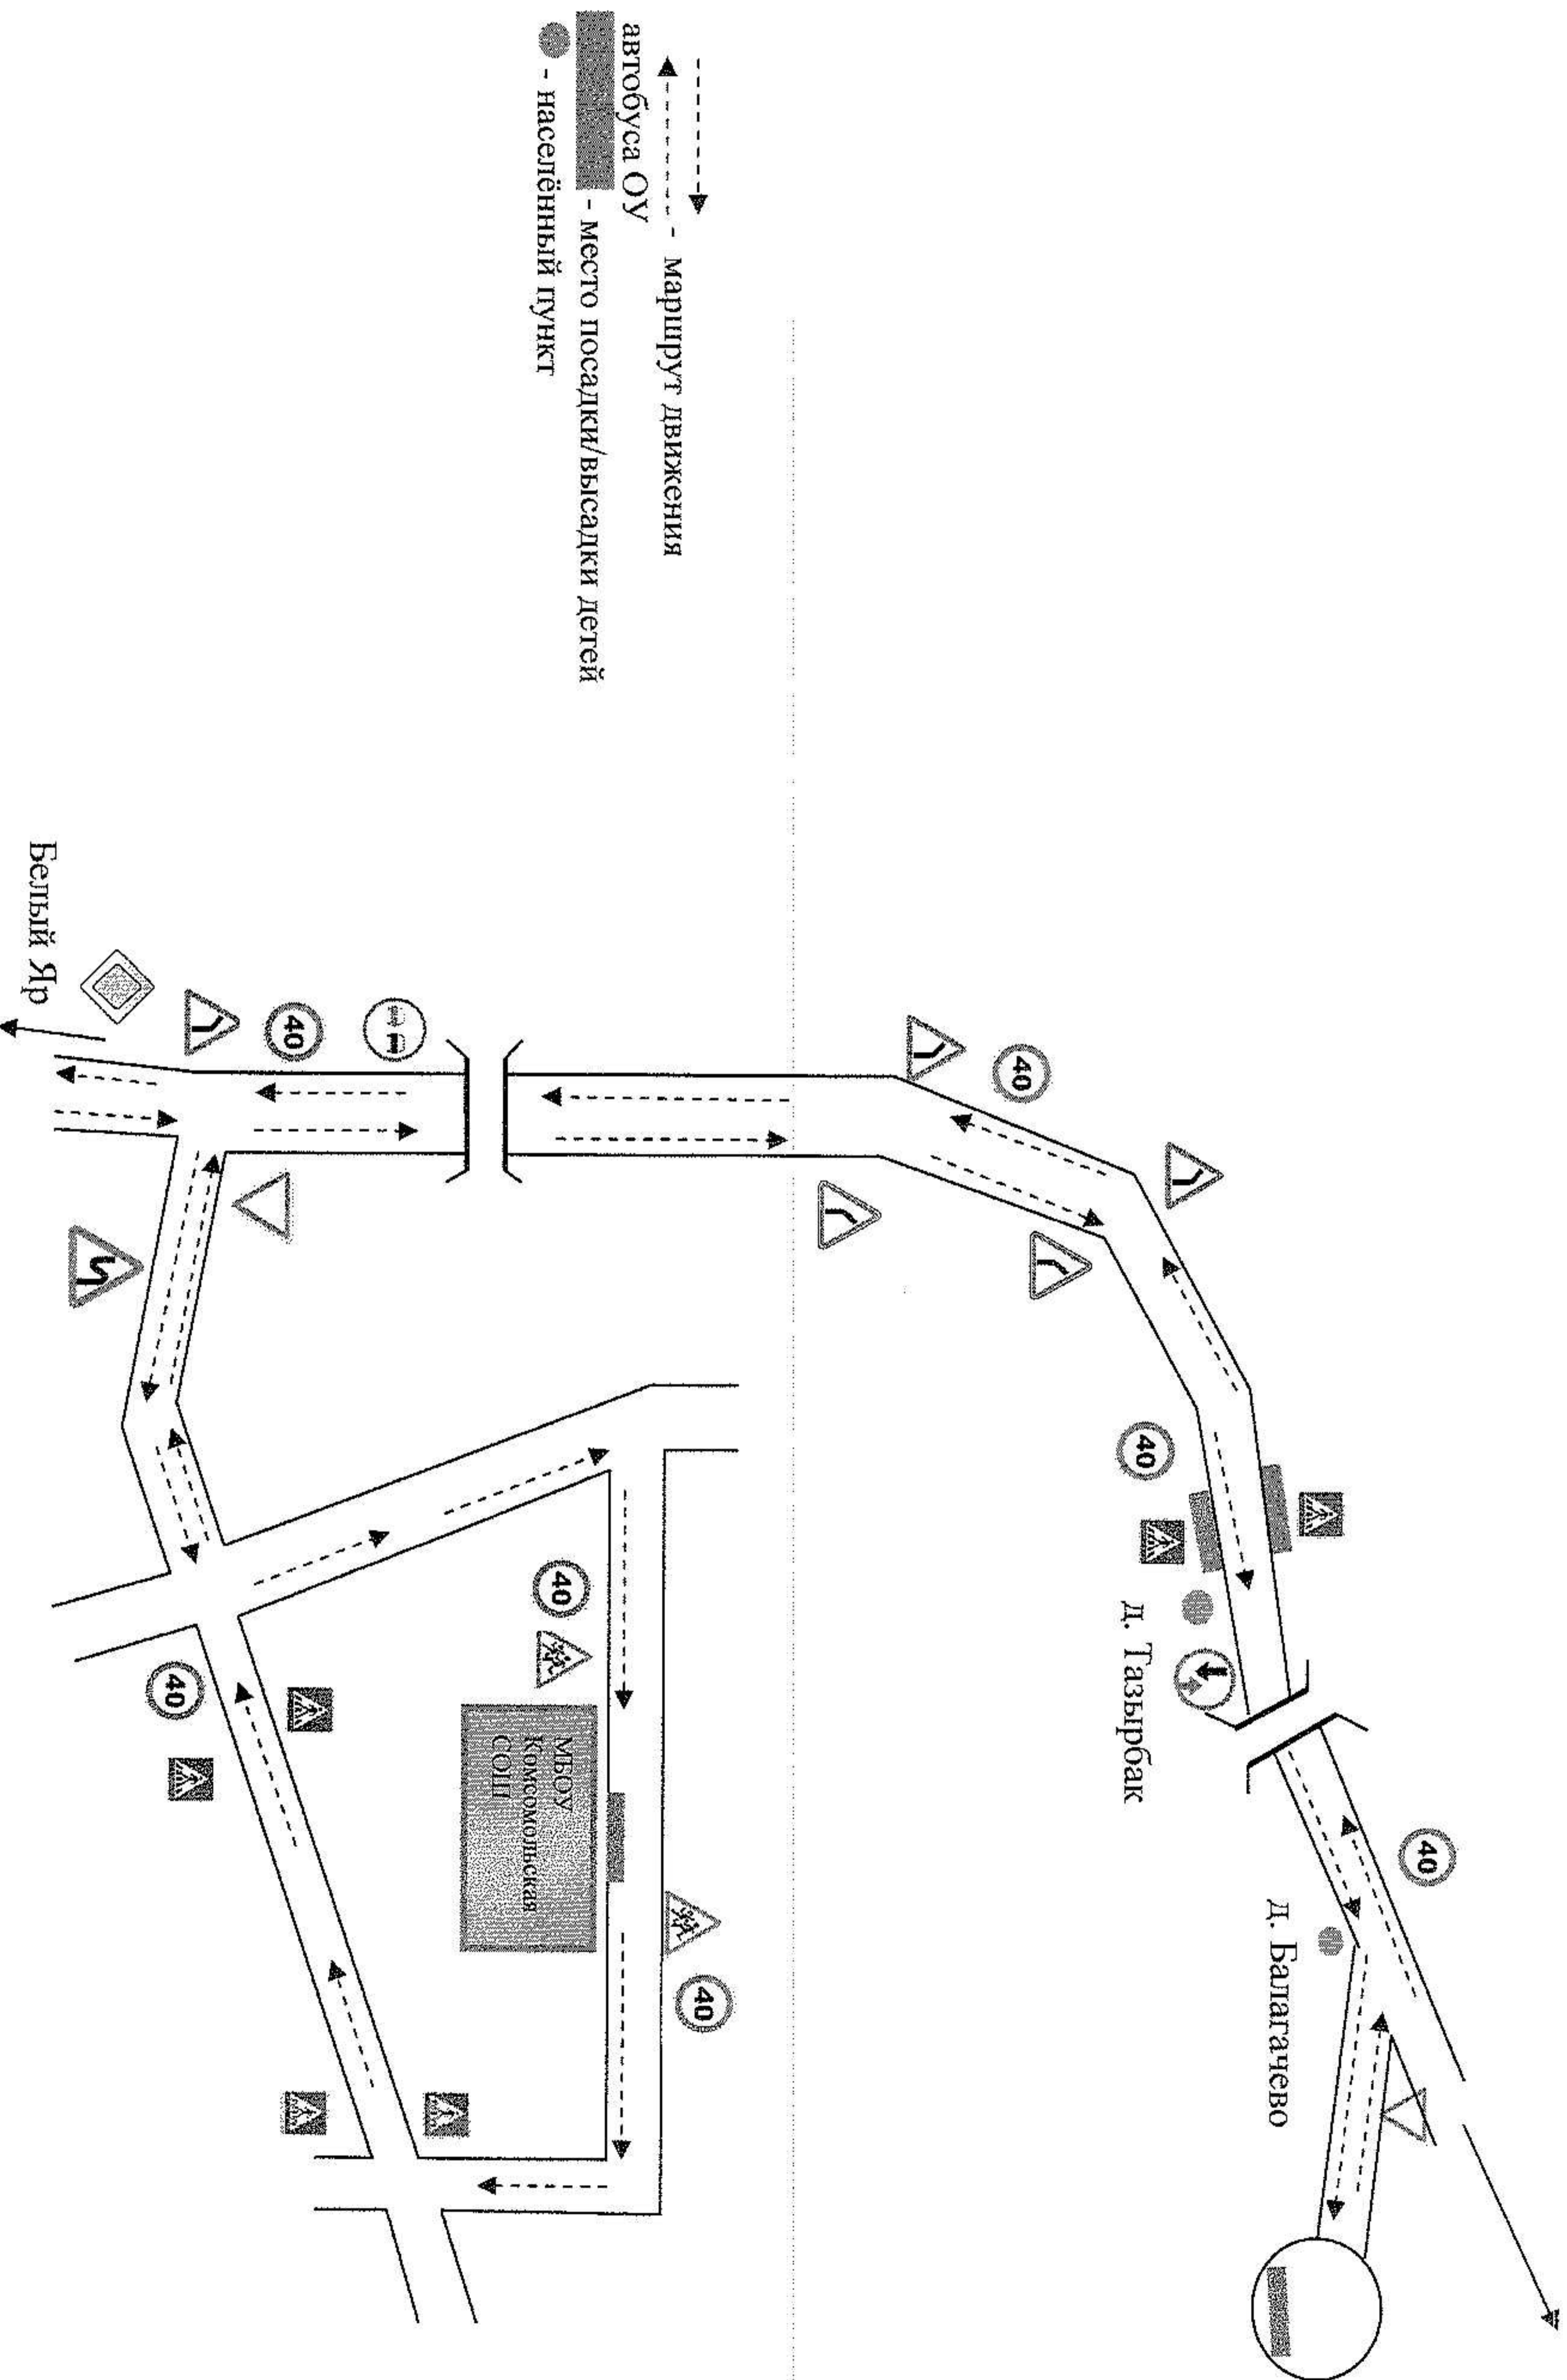 - маршрут движения
автобуса ОУ
- место посадки/высадки детей
- населённый пункт
40
д. Балагачево
40
д. Тазырбак
40
40
40
МБОУ
Комсомольская
СОШ
40
40
40
Белый Яр